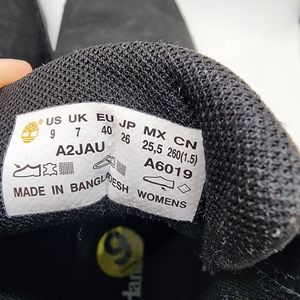 US UK EU JP MX CN
9 7 40 26 25,5 260(1.5)
A2JAU A6019
MADE IN BANGLADESH WOMENS